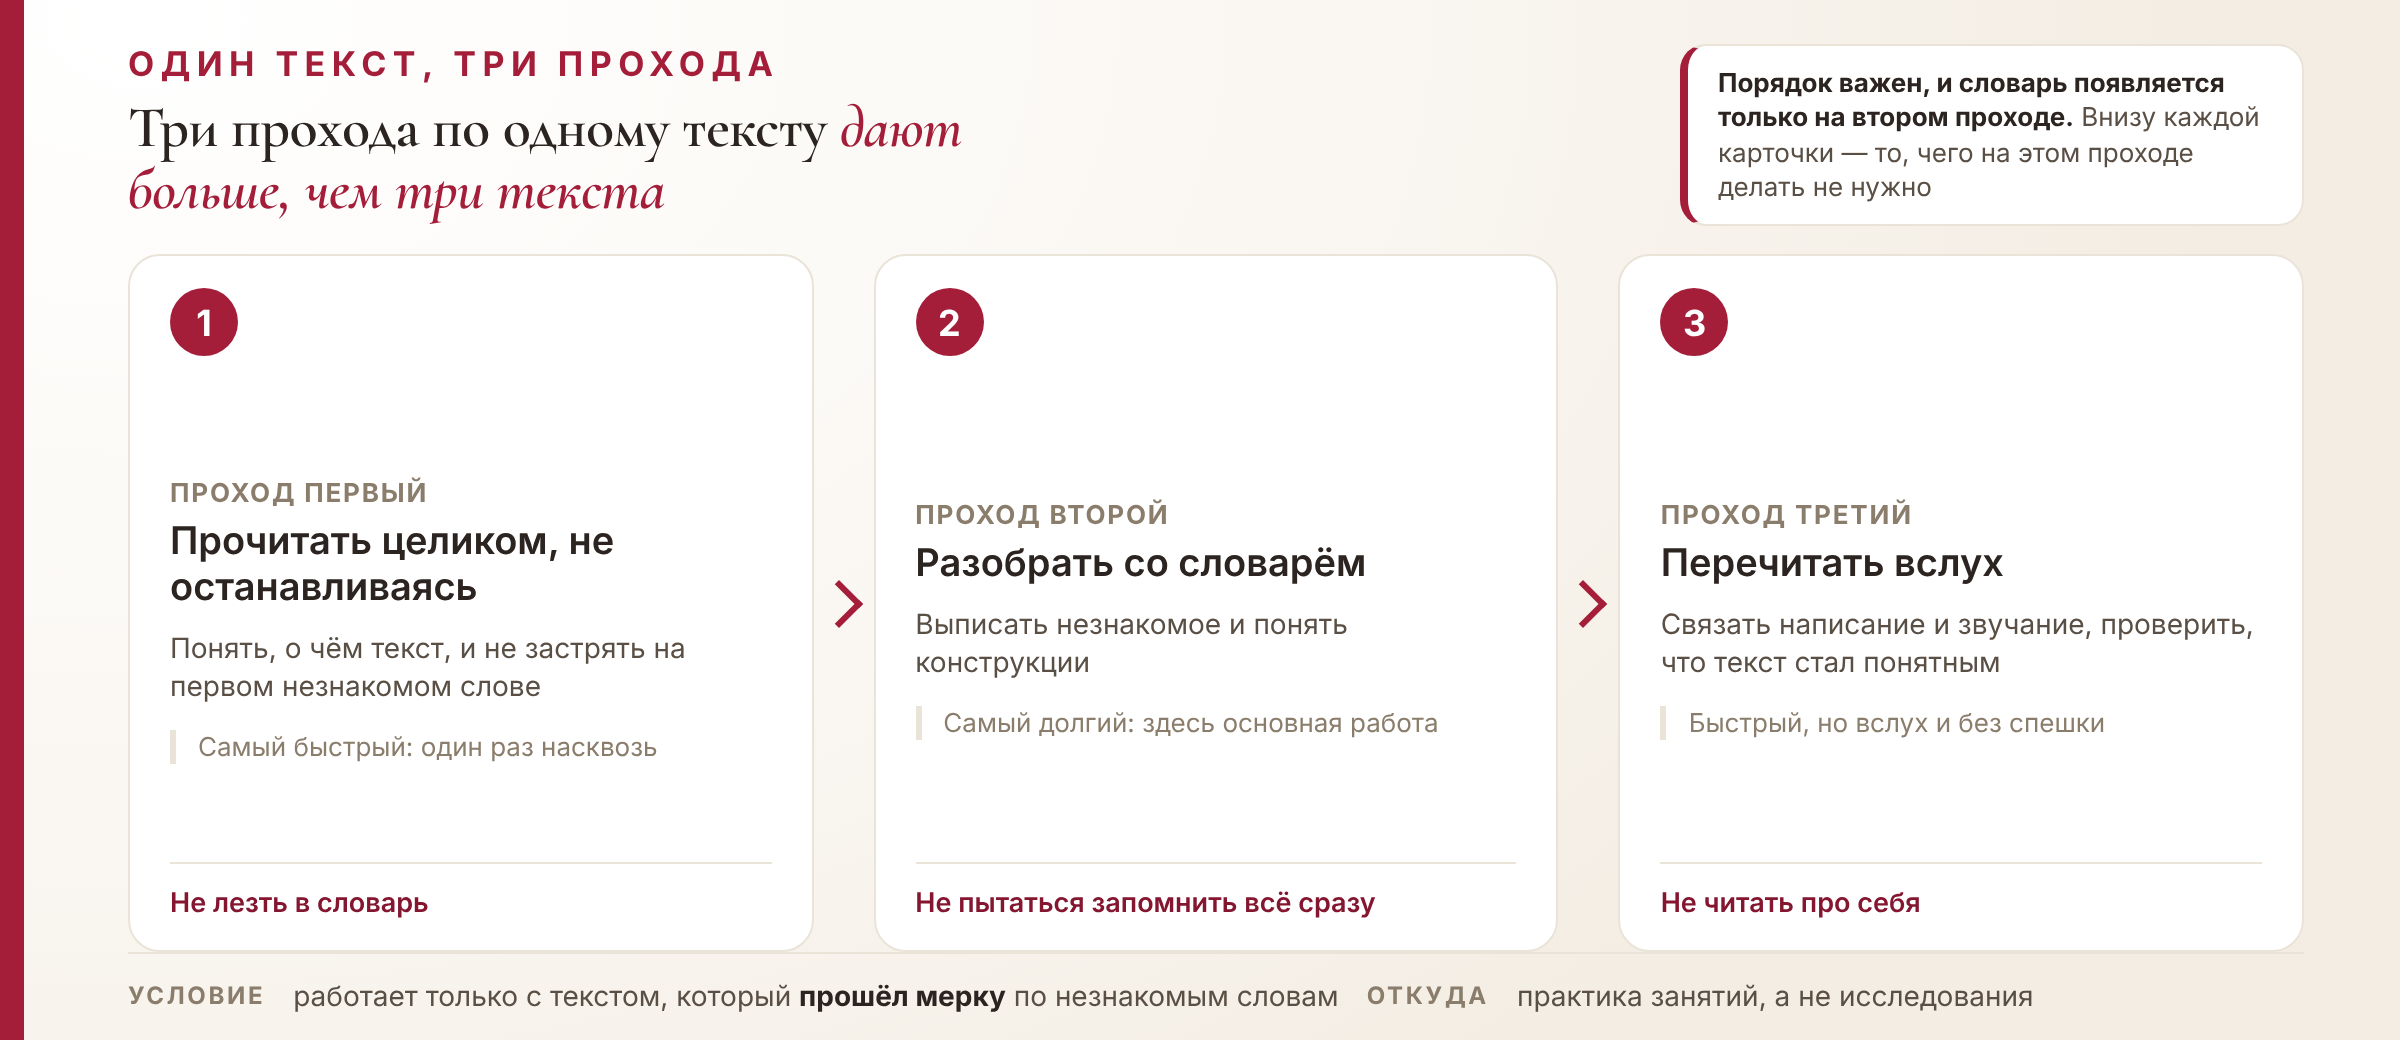 ОДИН ТЕКСТ, ТРИ ПРОХОДА
Три прохода по одному тексту дают
больше, чем три текста
Порядок важен, и словарь появляется
только на втором проходе. Внизу каждой
карточки — то, чего на этом проходе
делать не нужно
1
ПРОХОД ПЕРВЫЙ
Прочитать целиком, не
останавливаясь
Понять, о чём текст, и не застрять на
первом незнакомом слове
Самый быстрый: один раз насквозь
Не лезть в словарь
2
ПРОХОД ВТОРОЙ
Разобрать со словарём
Выписать незнакомое и понять
конструкции
Самый долгий: здесь основная работа
Не пытаться запомнить всё сразу
3
ПРОХОД ТРЕТИЙ
Перечитать вслух
Связать написание и звучание, проверить,
что текст стал понятным
Быстрый, но вслух и без спешки
Не читать про себя
УСЛОВИЕ работает только с текстом, который прошёл мерку по незнакомым словам ОТКУДА практика занятий, а не исследования